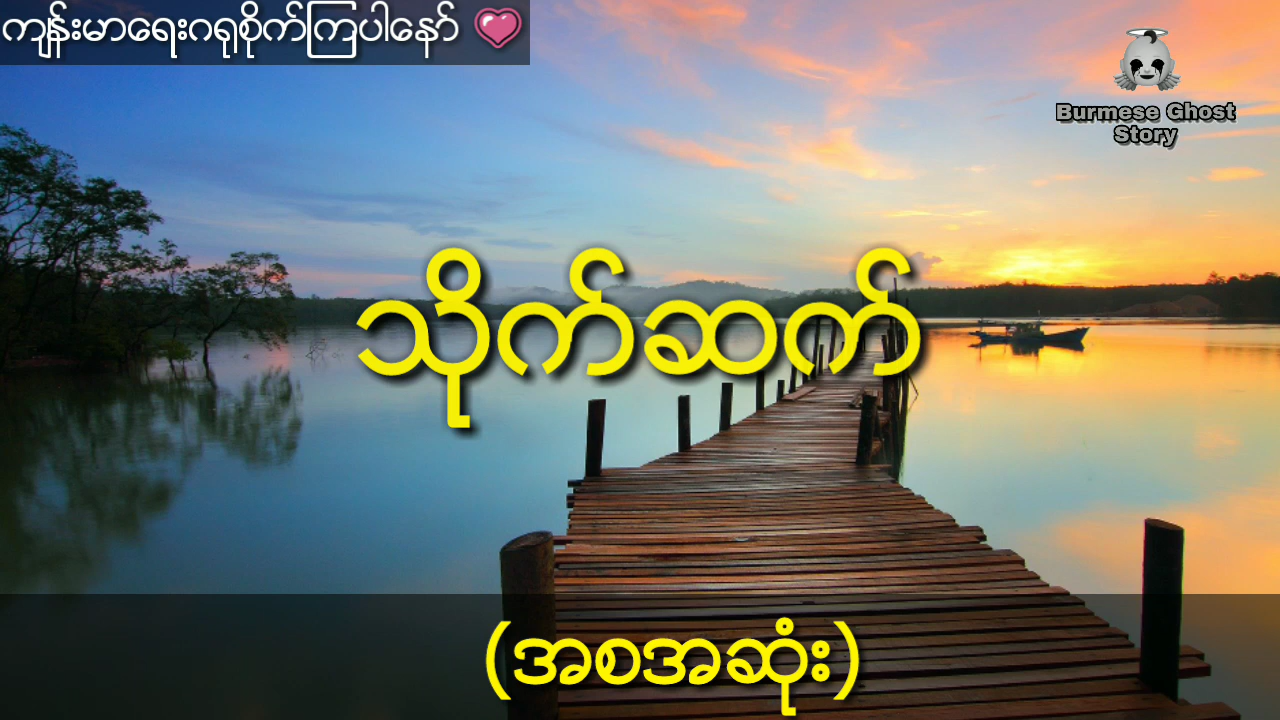 ကျန်းမာရေးဂရုစိုက်ကြပါနော် 💗
Burmese Ghost
Story
သိုက်ဆက်
(အစအဆုံး)